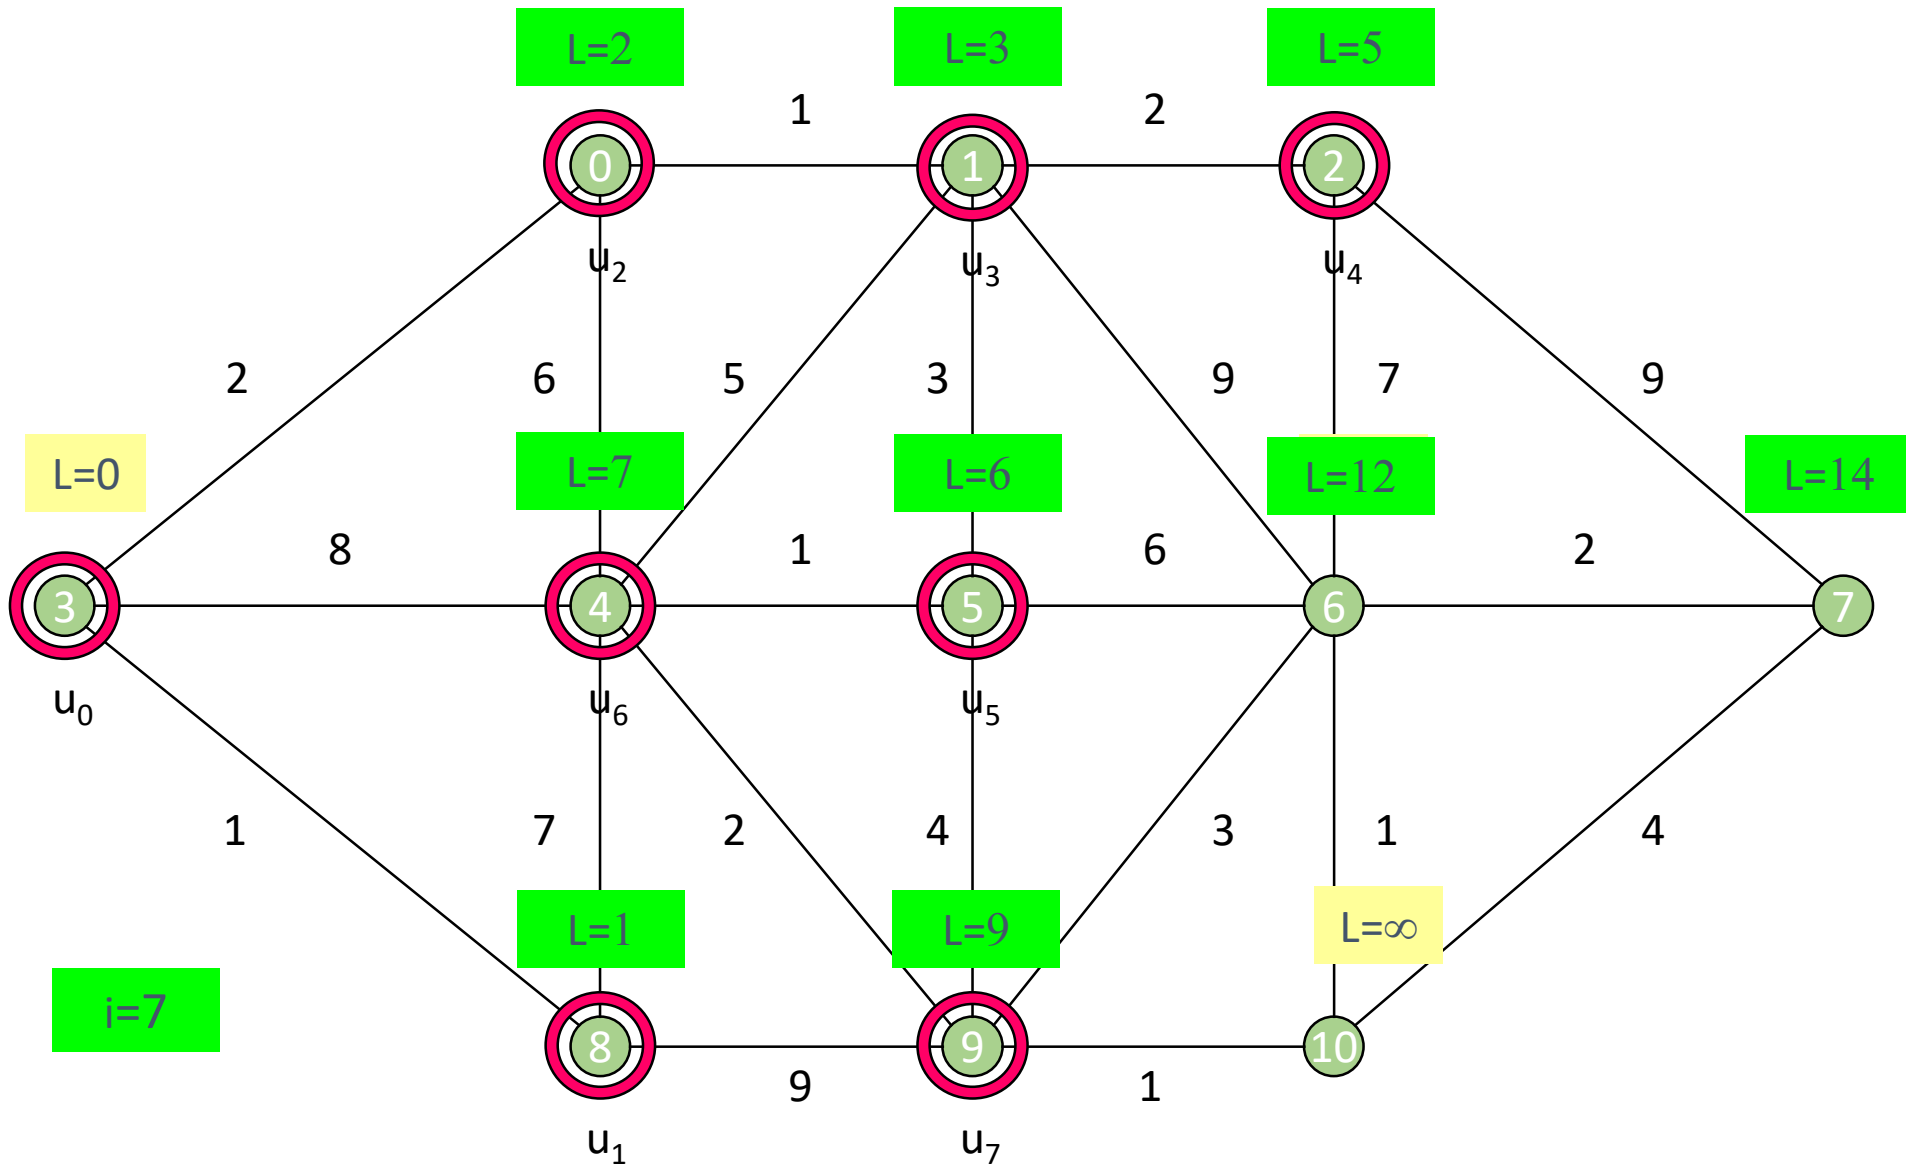 L=2 L=3 L=5
1 2
0 1 2
u₂ u₃ u₄
2 6 5 3 9 7 9
L=0 L=7 L=6 L=12 L=14
8 1 6 2
3 4 5 6 7
u₀ u₆ u₅
1 7 2 4 3 1 4
L=1 L=9 L=∞
i=7
8 9 10
9 1
u₁ u₇